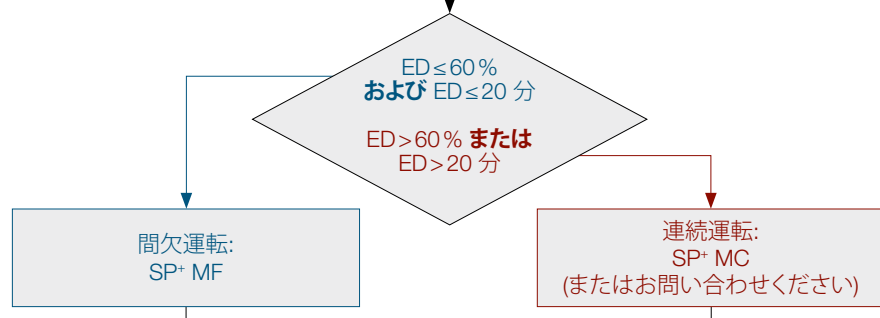 ED≤60%
および ED≤20 分
ED>60% または
ED>20 分
間欠運転:
SP⁺ MF
連続運転:
SP⁺ MC
(またはお問い合わせください)